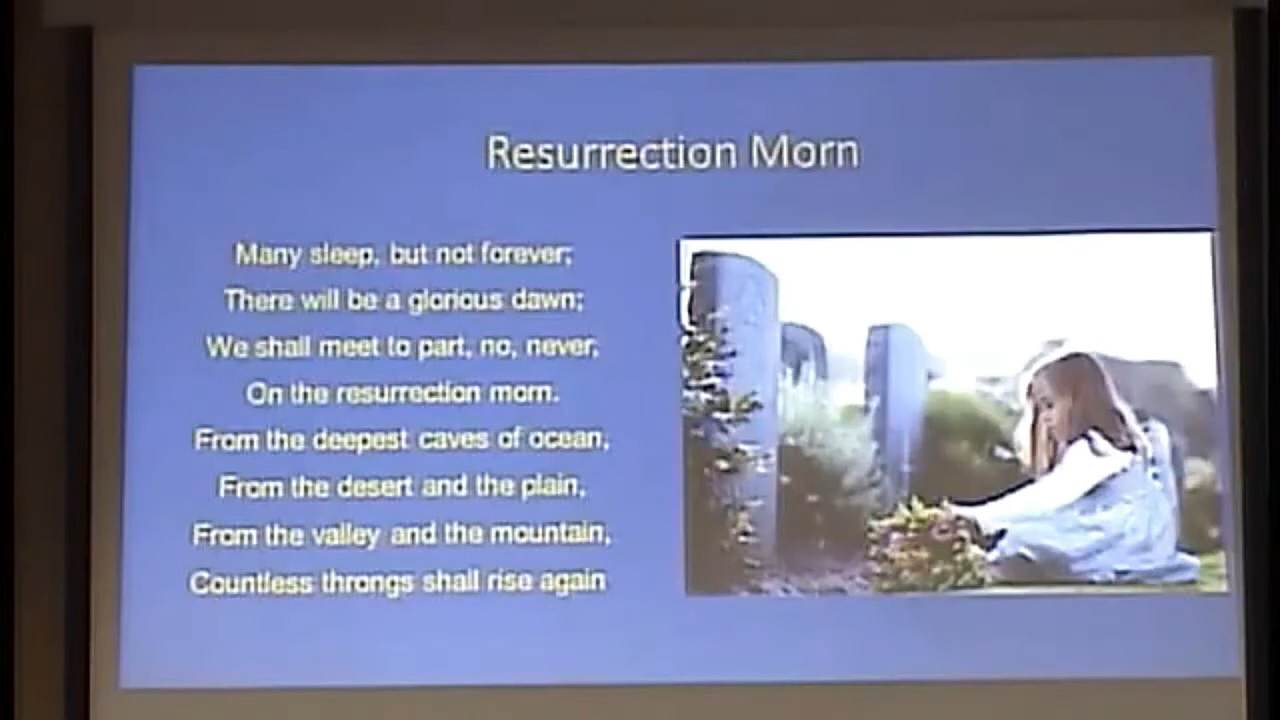 Resurrection Morn
Many sleep, but not forever;
There will be a glorious dawn;
We shall meet to part, no, never,
On the resurrection morn.
From the deepest caves of ocean,
From the desert and the plain,
From the valley and the mountain,
Countless throngs shall rise again